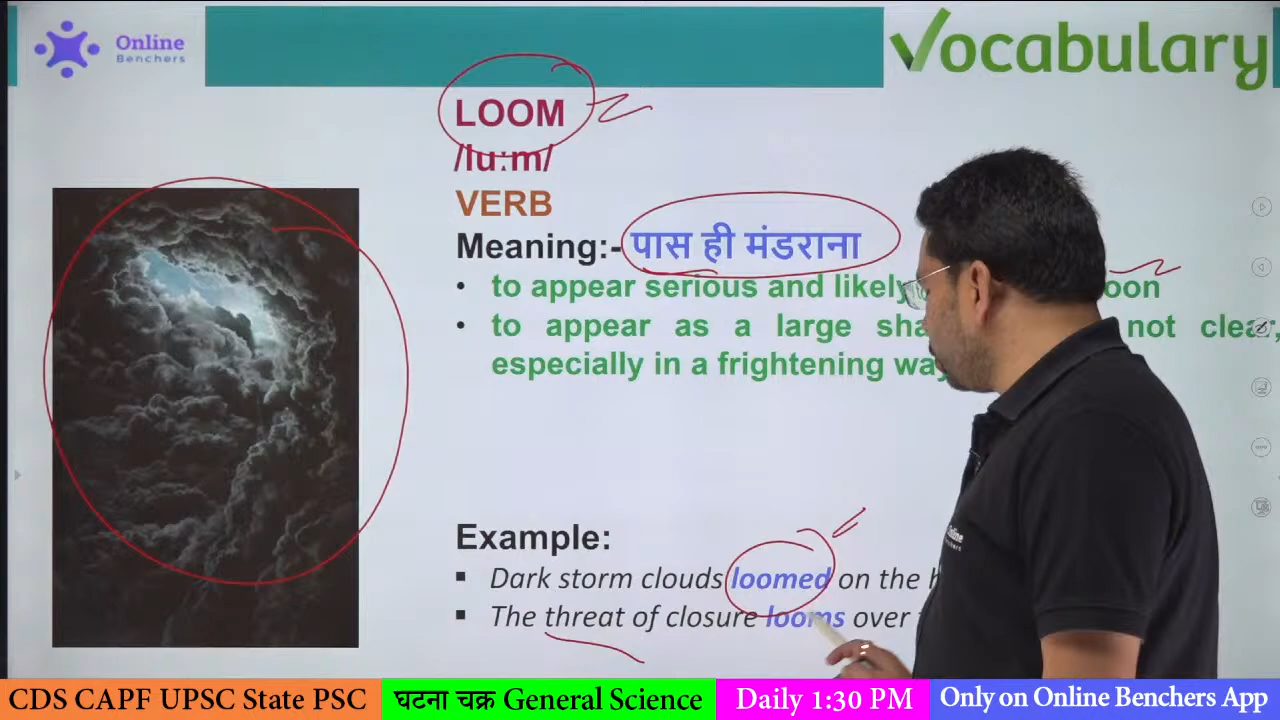 Online
Benchers
Vocabulary
LOOM
/luːm/
VERB
Meaning:- पास ही मंडराना
• to appear serious and likely oon
• to appear as a large sha not clear,
especially in a frightening way
Example:
▪ Dark storm clouds loomed on the h
▪ The threat of closure looms over
CDS CAPF UPSC State PSC
घटना चक्र General Science
Daily 1:30 PM
Only on Online Benchers App